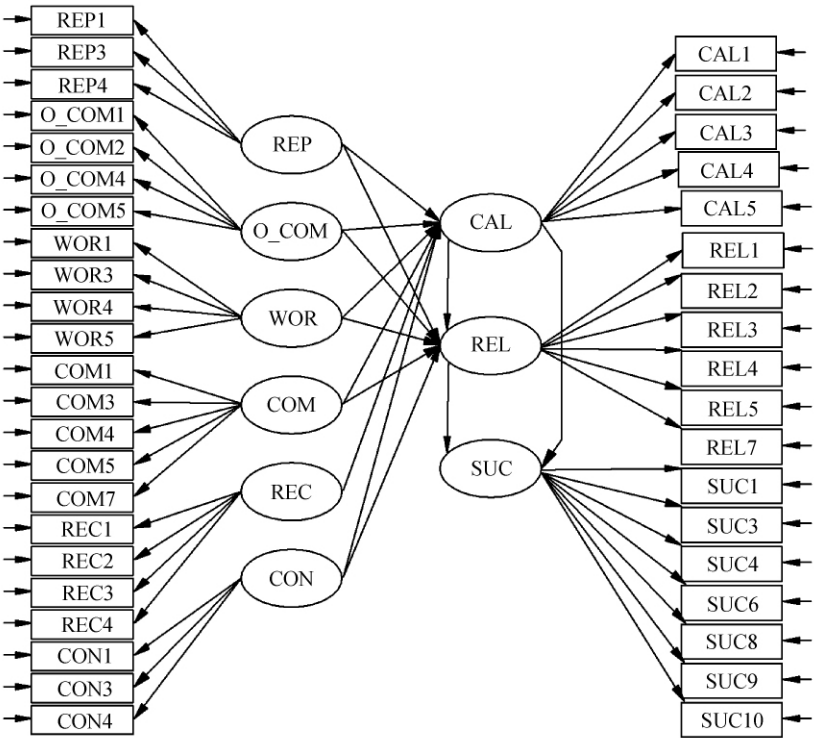 REP1
REP3
REP4
O_COM1
O_COM2
O_COM4
O_COM5
WOR1
WOR3
WOR4
WOR5
COM1
COM3
COM4
COM5
COM7
REC1
REC2
REC3
REC4
CON1
CON3
CON4
REP
O_COM
WOR
COM
REC
CON
CAL
REL
SUC
CAL1
CAL2
CAL3
CAL4
CAL5
REL1
REL2
REL3
REL4
REL5
REL7
SUC1
SUC3
SUC4
SUC6
SUC8
SUC9
SUC10